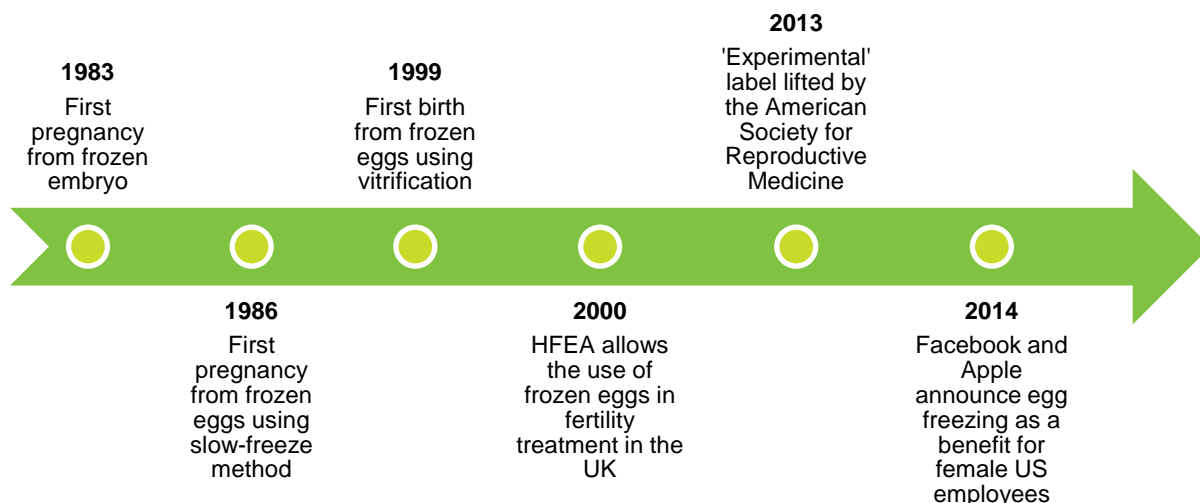 1983
First
pregnancy
from frozen
embryo
1986
First
pregnancy
from frozen
eggs using
slow-freeze
method
1999
First birth
from frozen
eggs using
vitrification
2000
HFEA allows
the use of
frozen eggs in
fertility
treatment in the
UK
2013
'Experimental'
label lifted by
the American
Society for
Reproductive
Medicine
2014
Facebook and
Apple
announce egg
freezing as a
benefit for
female US
employees